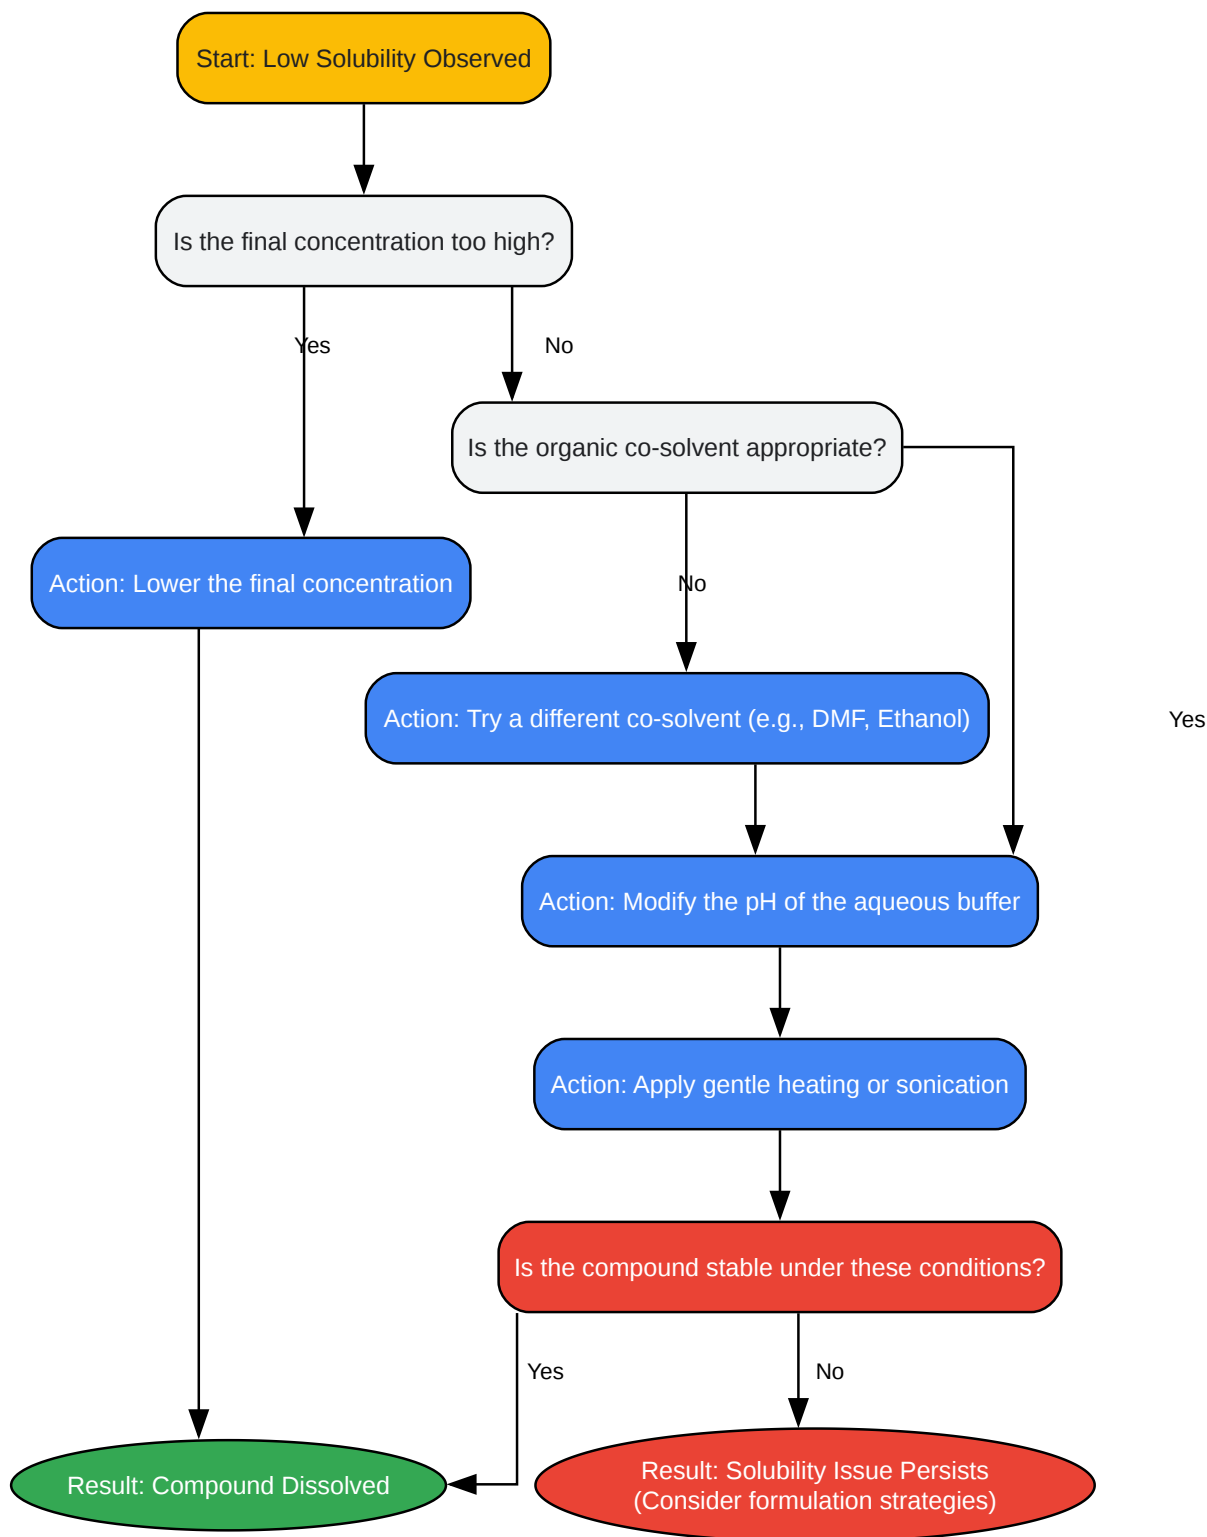 Start: Low Solubility Observed
Is the final concentration too high?
Yes
No
Is the organic co-solvent appropriate?
Action: Lower the final concentration
No
Action: Try a different co-solvent (e.g., DMF, Ethanol)
Yes
Action: Modify the pH of the aqueous buffer
Action: Apply gentle heating or sonication
Is the compound stable under these conditions?
Yes
No
Result: Compound Dissolved
Result: Solubility Issue Persists
(Consider formulation strategies)